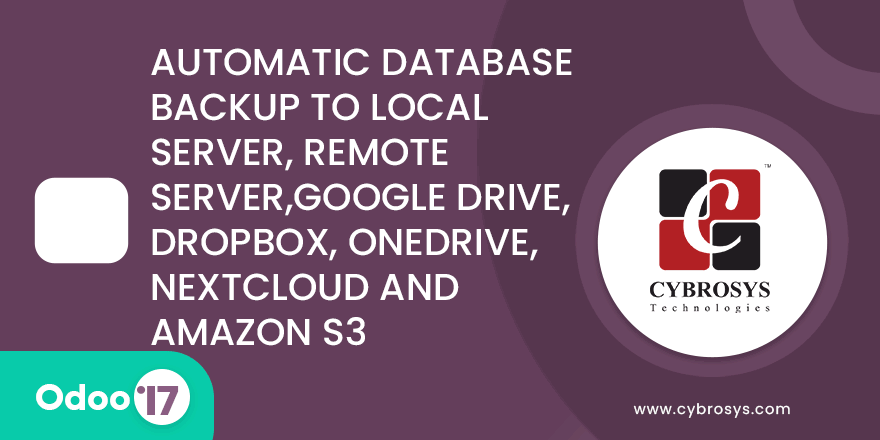 AUTOMATIC DATABASE
BACKUP TO LOCAL
SERVER, REMOTE
SERVER,GOOGLE DRIVE,
DROPBOX, ONEDRIVE,
NEXTCLOUD AND
AMAZON S3
C
TM
CYBROSYS
Technologies
Odoo '17
www.cybrosys.com